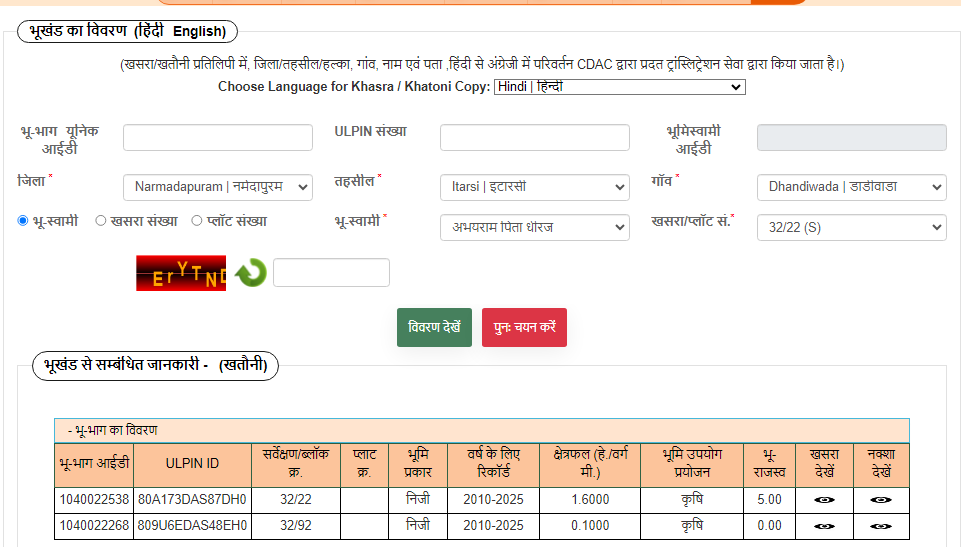 भूखंड का विवरण (हिंदी English)
(खसरा/खतौनी प्रतिलिपी में, जिला/तहसील/हल्का, गांव, नाम एवं पता ,हिंदी से अंग्रेजी में परिवर्तन CDAC द्वारा प्रदत ट्रांस्लिट्रेशन सेवा द्वारा किया जाता है।)
Choose Language for Khasra / Khatoni Copy: Hindi | हिन्दी
भू-भाग यूनिक आईडी ULPIN संख्या भूमिस्वामी आईडी
जिला * Narmadapuram | नर्मदापुरम तहसील * Itarsi | इटारसी गाँव * Dhandiwada | डांडीवाडा
भू-स्वामी खसरा संख्या प्लॉट संख्या भू-स्वामी * अभयराम पिता धीरज खसरा/प्लॉट सं.* 32/22 (S)
ErYTND
विवरण देखें पुनः चयन करें
भूखंड से सम्बंधित जानकारी - (खतौनी)
- भू-भाग का विवरण
भू-भाग आईडी ULPIN ID सर्वेक्षण/ब्लॉक क्र. प्लाट क्र. भूमि प्रकार वर्ष के लिए रिकॉर्ड क्षेत्रफल (हे./वर्ग मी.) भूमि उपयोग प्रयोजन भू-राजस्व खसरा देखें नक्शा देखें
1040022538 80A173DAS87DH0 32/22 निजी 2010-2025 1.6000 कृषि 5.00
1040022268 809U6EDAS48EH0 32/92 निजी 2010-2025 0.1000 कृषि 0.00